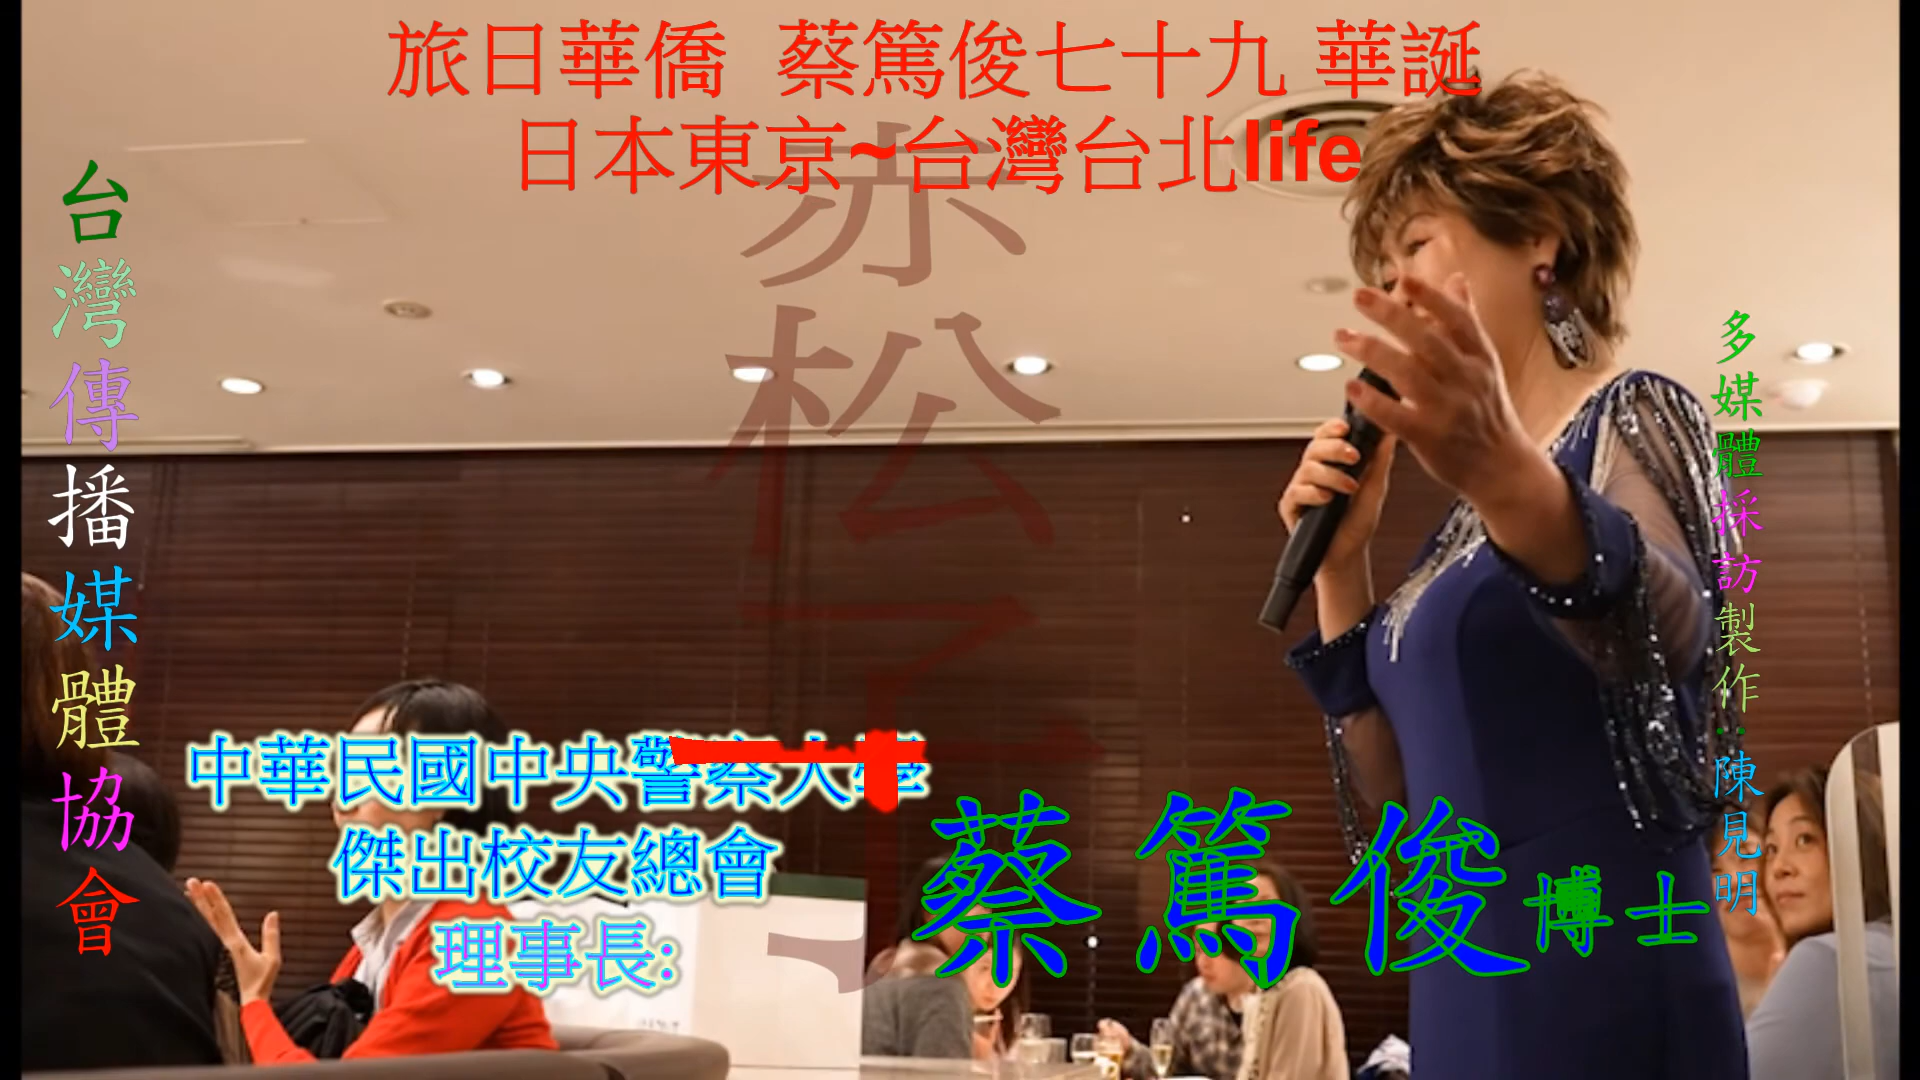 旅日華僑 蔡篤俊七十九 華誕
日本東京~台灣台北life
台灣傳播媒體協會
赤松子
多媒體採訪製作:陳見明
中華民國中央警察大學
傑出校友總會
理事長:
蔡篤俊博士